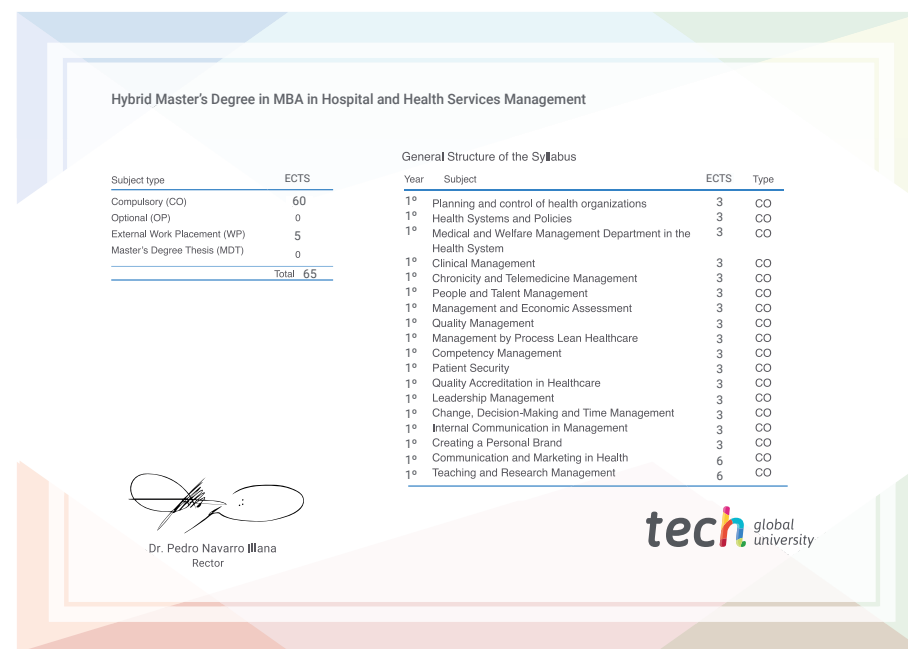 Hybrid Master's Degree in MBA in Hospital and Health Services Management
Subject type ECTS
Compulsory (CO) 60
Optional (OP) 0
External Work Placement (WP) 5
Master's Degree Thesis (MDT) 0
Total 65
General Structure of the Syllabus
Year Subject ECTS Type
1º Planning and control of health organizations 3 CO
1º Health Systems and Policies 3 CO
1º Medical and Welfare Management Department in the 3 CO
Health System
1º Clinical Management 3 CO
1º Chronicity and Telemedicine Management 3 CO
1º People and Talent Management 3 CO
1º Management and Economic Assessment 3 CO
1º Quality Management 3 CO
1º Management by Process Lean Healthcare 3 CO
1º Competency Management 3 CO
1º Patient Security 3 CO
1º Quality Accreditation in Healthcare 3 CO
1º Leadership Management 3 CO
1º Change, Decision-Making and Time Management 3 CO
1º Internal Communication in Management 3 CO
1º Creating a Personal Brand 3 CO
1º Communication and Marketing in Health 6 CO
1º Teaching and Research Management 6 CO
Dr. Pedro Navarro Illana
Rector
tech global
university